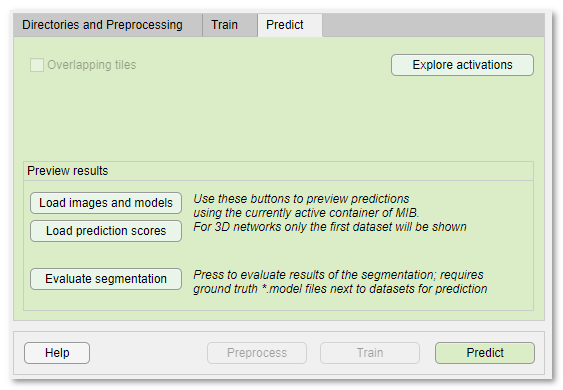 Directories and Preprocessing Train Predict
Overlapping tiles Explore activations
Preview results
Load images and models
Use these buttons to preview predictions
using the currently active container of MIB.
Load prediction scores
For 3D networks only the first dataset will be shown
Evaluate segmentation
Press to evaluate results of the segmentation; requires
ground truth *.model files next to datasets for prediction
Help Preprocess Train Predict